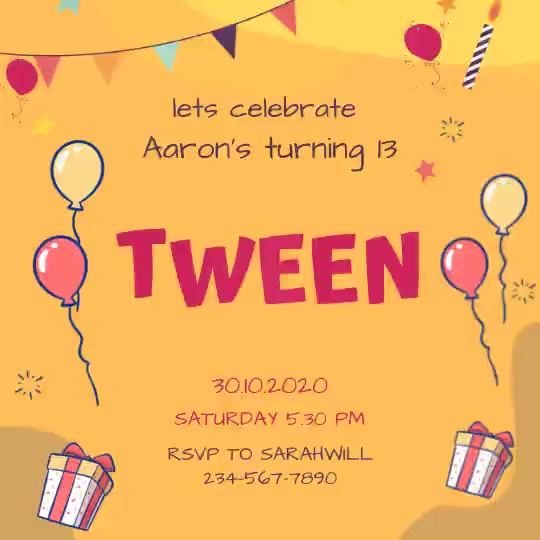 lets celebrate
Aaron's turning 13
TWEEN
30.10.2020
SATURDAY 5.30 PM
RSVP TO SARAHWILL
234-567-7890